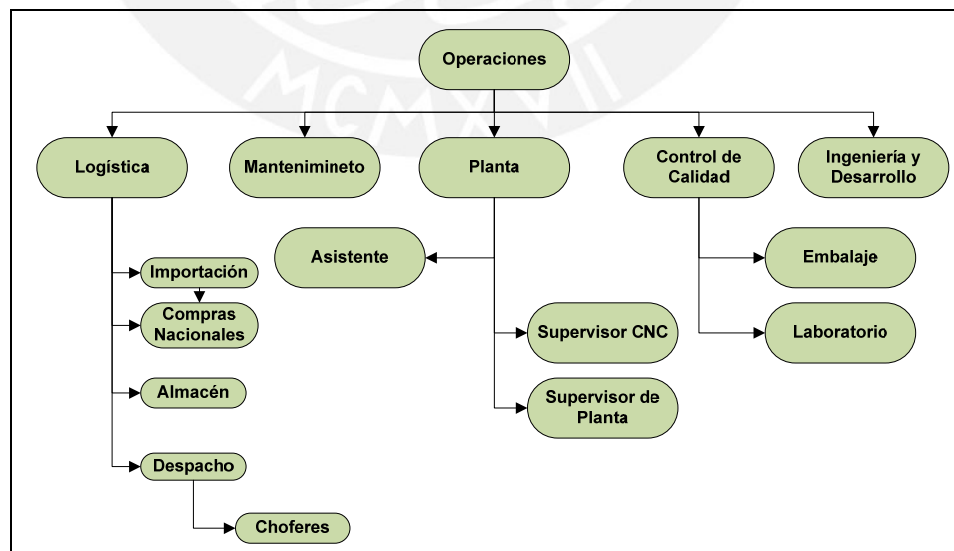 MCMXVII
Operaciones
Logística
Mantenimineto
Planta
Control de
Calidad
Ingeniería y
Desarrollo
Asistente
Embalaje
Importación
Compras
Nacionales
Supervisor CNC
Laboratorio
Almacén
Supervisor de
Planta
Despacho
Choferes